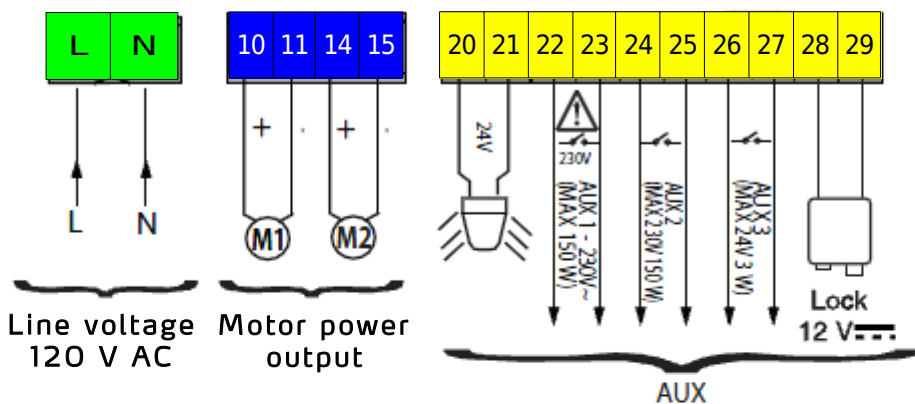 L N
10 11 14 15
20 21 22 23 24 25 26 27 28 29
+ - + -
24V
230V
AUX 1 - 230V~
(MAX 150 W)
AUX 2
(MAX 230V 150 W)
AUX 3
(MAX 24V 3 W)
L N
M1 M2
Lock
12 V
Line voltage
120 V AC
Motor power
output
AUX